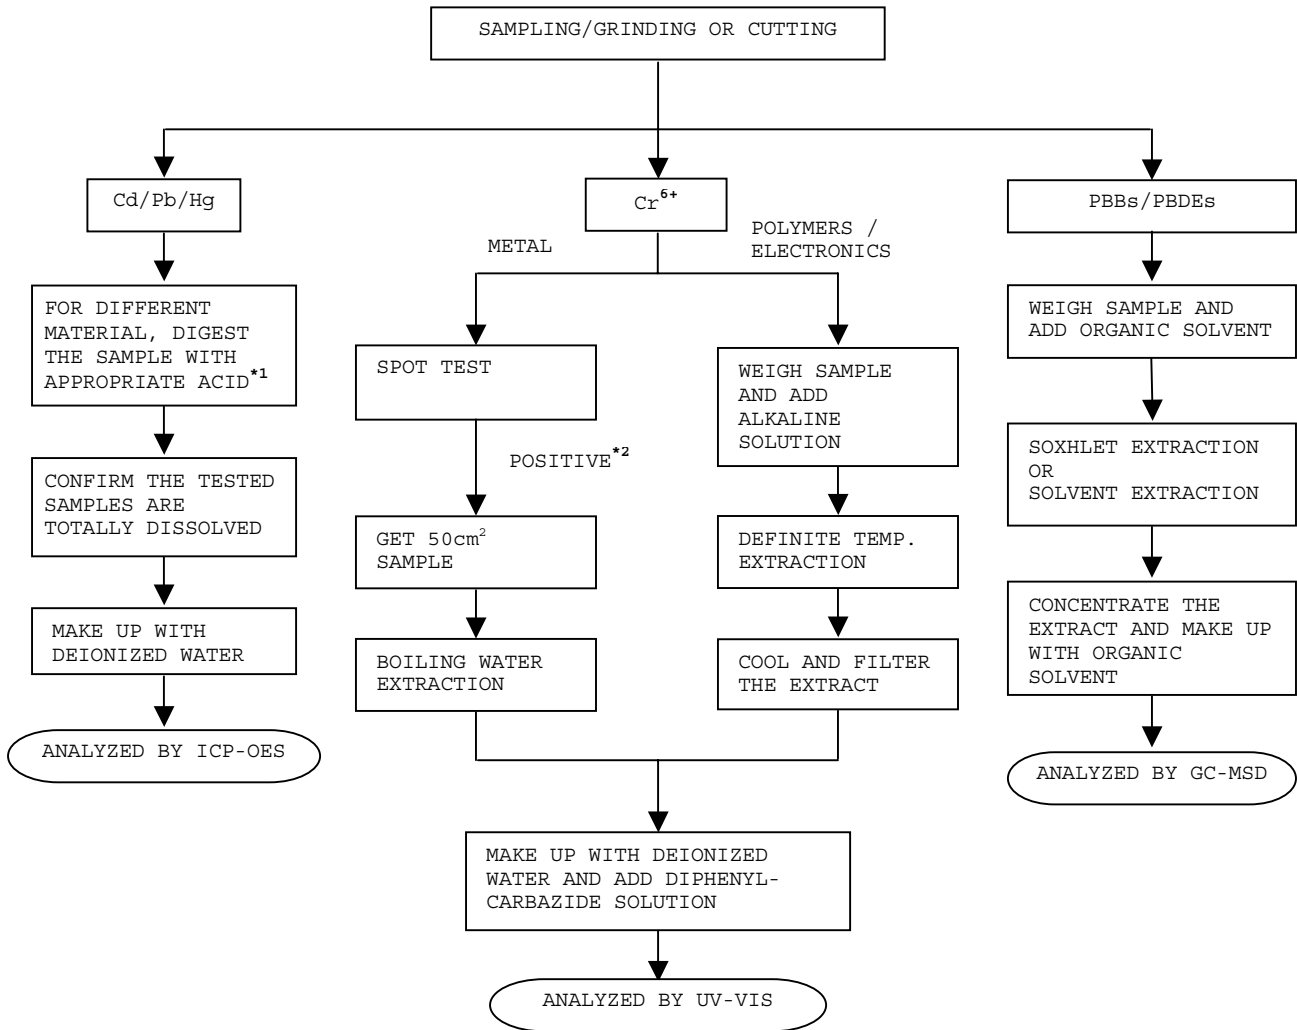 SAMPLING/GRINDING OR CUTTING
Cd/Pb/Hg
FOR DIFFERENT
MATERIAL, DIGEST
THE SAMPLE WITH
APPROPRIATE ACID*1
CONFIRM THE TESTED
SAMPLES ARE
TOTALLY DISSOLVED
MAKE UP WITH
DEIONIZED WATER
ANALYZED BY ICP-OES
Cr6+
METAL
SPOT TEST
POSITIVE*2
GET 50cm2
SAMPLE
BOILING WATER
EXTRACTION
POLYMERS /
ELECTRONICS
WEIGH SAMPLE
AND ADD
ALKALINE
SOLUTION
DEFINITE TEMP.
EXTRACTION
COOL AND FILTER
THE EXTRACT
MAKE UP WITH DEIONIZED
WATER AND ADD DIPHENYL-
CARBAZIDE SOLUTION
ANALYZED BY UV-VIS
PBBs/PBDEs
WEIGH SAMPLE AND
ADD ORGANIC SOLVENT
SOXHLET EXTRACTION
OR
SOLVENT EXTRACTION
CONCENTRATE THE
EXTRACT AND MAKE UP
WITH ORGANIC
SOLVENT
ANALYZED BY GC-MSD